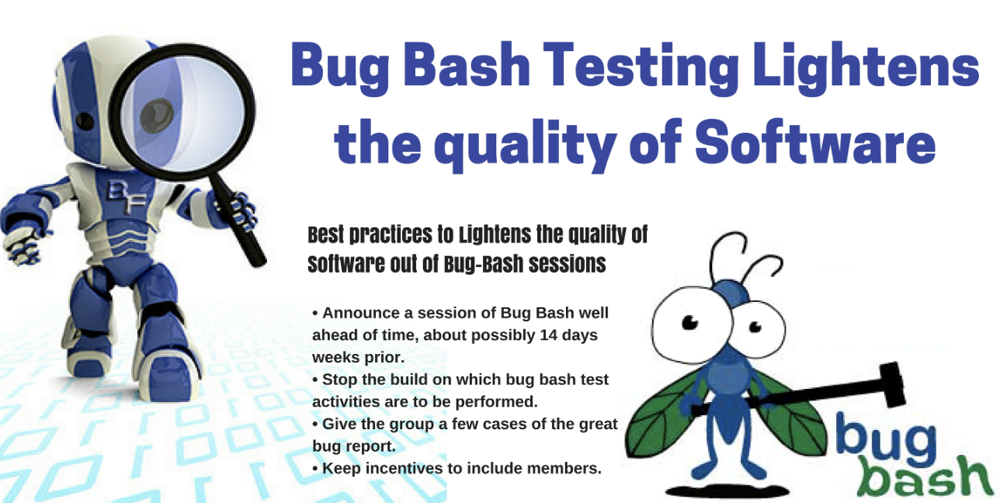 Bug Bash Testing Lightens
the quality of Software
BF
Best practices to Lightens the quality of
Software out of Bug-Bash sessions
• Announce a session of Bug Bash well
ahead of time, about possibly 14 days
weeks prior.
• Stop the build on which bug bash test
activities are to be performed.
• Give the group a few cases of the great
bug report.
• Keep incentives to include members.
bug
bash